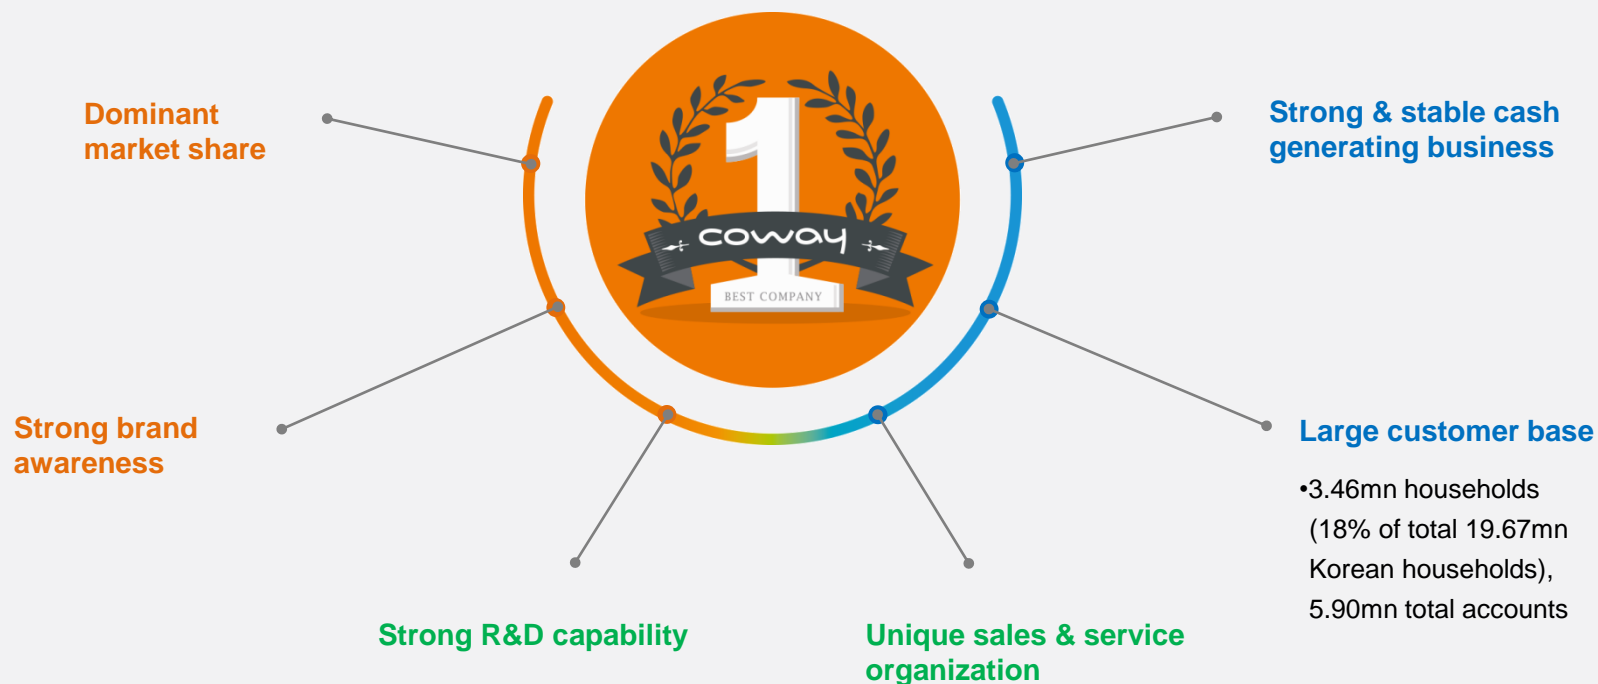 Dominant
market share
Strong brand
awareness
Strong R&D capability
1
coway
BEST COMPANY
Unique sales & service
organization
Strong & stable cash
generating business
Large customer base
•3.46mn households
(18% of total 19.67mn
Korean households),
5.90mn total accounts